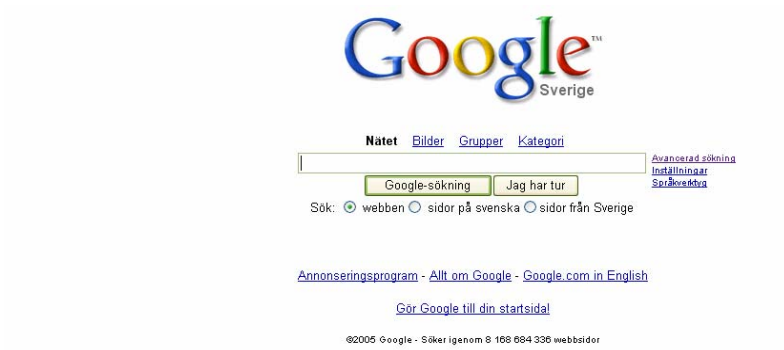 Google™
Sverige
Nätet Bilder Grupper Kategori
Avancerad sökning
Inställningar
Språkverktyg
Google-sökning Jag har tur
Sök: webben sidor på svenska sidor från Sverige
Annonseringsprogram - Allt om Google - Google.com in English
Gör Google till din startsida!
©2005 Google - Söker igenom 8 168 684 336 webbsidor